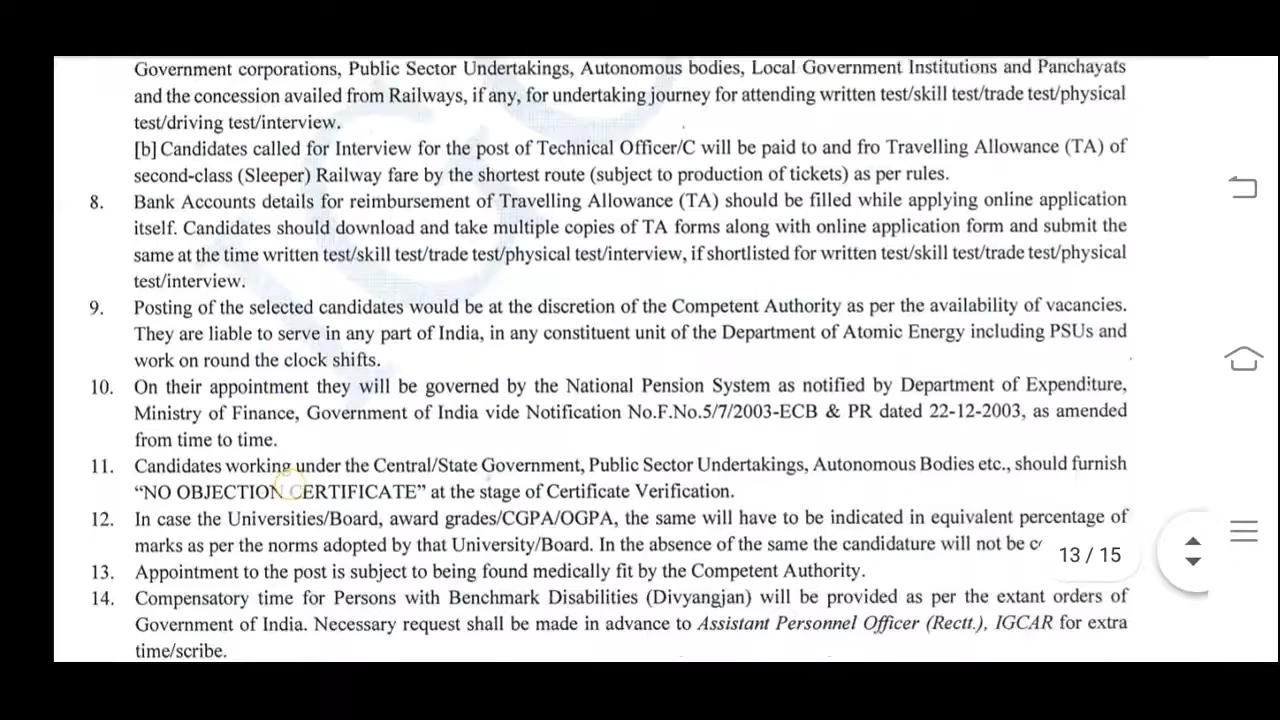 Government corporations, Public Sector Undertakings, Autonomous bodies, Local Government Institutions and Panchayats
and the concession availed from Railways, if any, for undertaking journey for attending written test/skill test/trade test/physical
test/driving test/interview.
[b] Candidates called for Interview for the post of Technical Officer/C will be paid to and fro Travelling Allowance (TA) of
second-class (Sleeper) Railway fare by the shortest route (subject to production of tickets) as per rules.
8. Bank Accounts details for reimbursement of Travelling Allowance (TA) should be filled while applying online application
itself. Candidates should download and take multiple copies of TA forms along with online application form and submit the
same at the time written test/skill test/trade test/physical test/interview, if shortlisted for written test/skill test/trade test/physical
test/interview.
9. Posting of the selected candidates would be at the discretion of the Competent Authority as per the availability of vacancies.
They are liable to serve in any part of India, in any constituent unit of the Department of Atomic Energy including PSUs and
work on round the clock shifts.
10. On their appointment they will be governed by the National Pension System as notified by Department of Expenditure,
Ministry of Finance, Government of India vide Notification No.F.No.5/7/2003-ECB & PR dated 22-12-2003, as amended
from time to time.
11. Candidates working under the Central/State Government, Public Sector Undertakings, Autonomous Bodies etc., should furnish
“NO OBJECTION CERTIFICATE” at the stage of Certificate Verification.
12. In case the Universities/Board, award grades/CGPA/OGPA, the same will have to be indicated in equivalent percentage of
marks as per the norms adopted by that University/Board. In the absence of the same the candidature will not be
13 / 15
13. Appointment to the post is subject to being found medically fit by the Competent Authority.
14. Compensatory time for Persons with Benchmark Disabilities (Divyangjan) will be provided as per the extant orders of
Government of India. Necessary request shall be made in advance to Assistant Personnel Officer (Rectt.), IGCAR for extra
time/scribe.